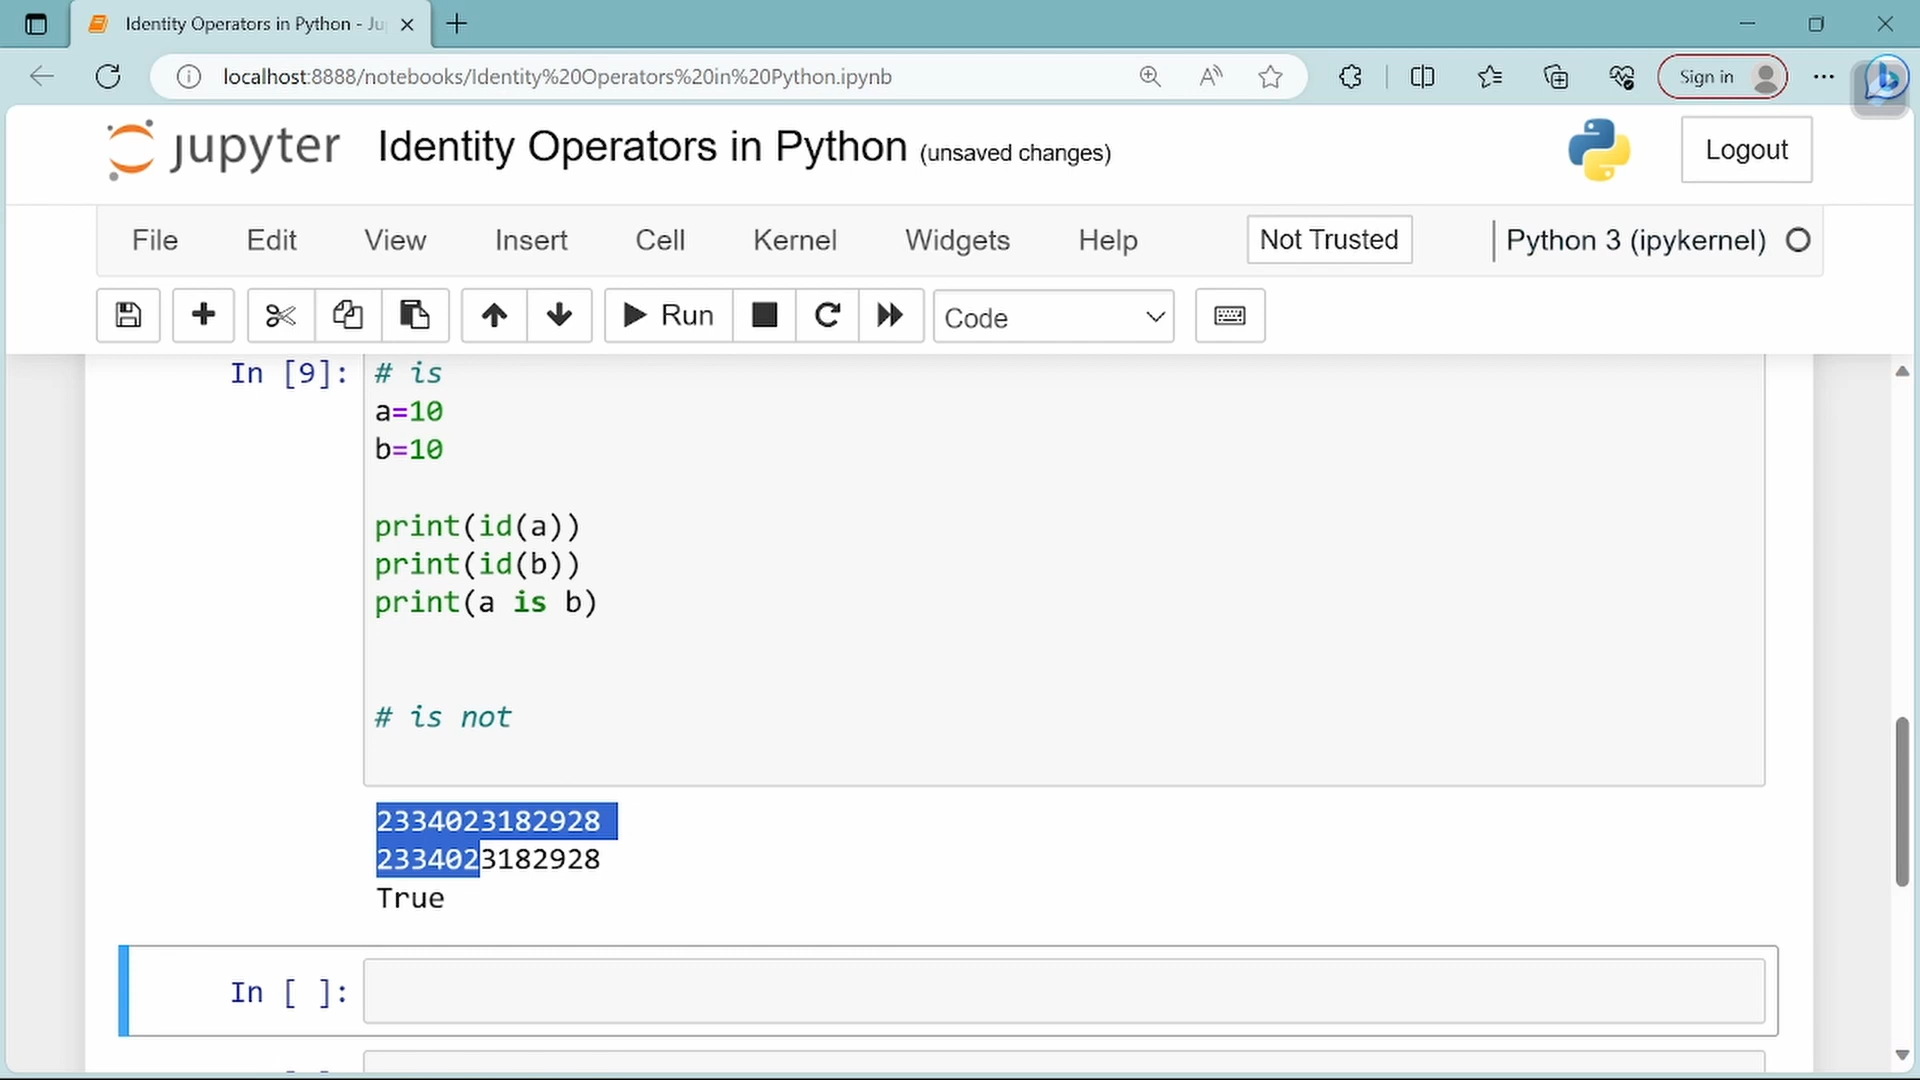 Identity Operators in Python - Ju
localhost:8888/notebooks/Identity%20Operators%20in%20Python.ipynb
Sign in
jupyter Identity Operators in Python (unsaved changes)
Logout
File Edit View Insert Cell Kernel Widgets Help Not Trusted Python 3 (ipykernel)
Run Code
In [9]: # is
a=10
b=10
print(id(a))
print(id(b))
print(a is b)
# is not
2334023182928
2334023182928
True
In [ ]: